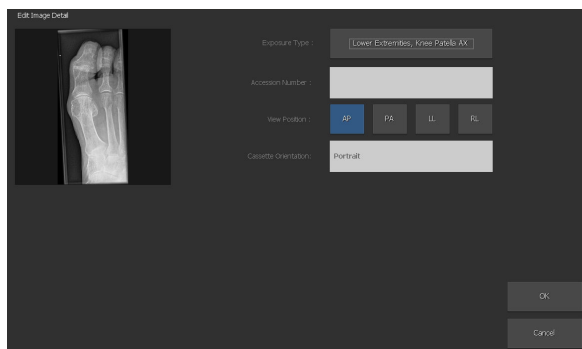 Edit Image Detail
Exposure Type :
Lower Extremities, Knee Patella AX
Accession Number :
View Position :
AP
PA
LL
RL
Cassette Orientation:
Portrait
OK
Cancel